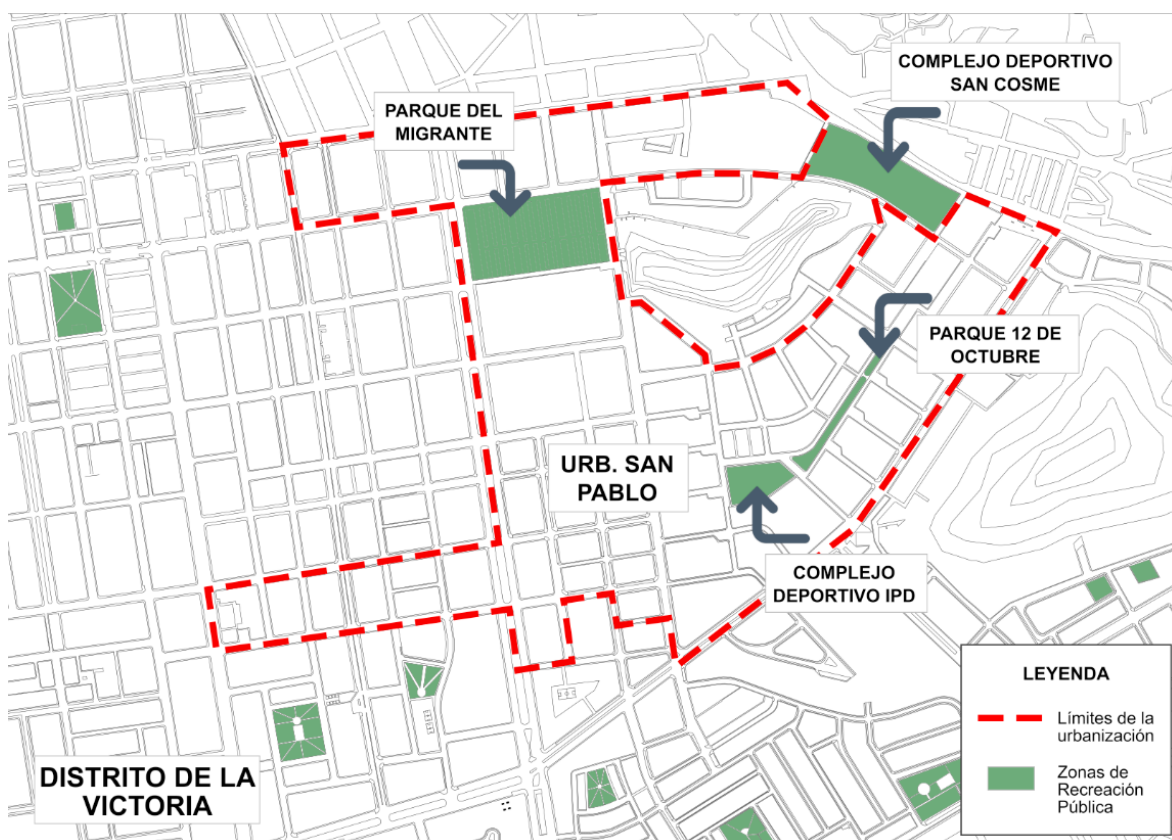 COMPLEJO DEPORTIVO
SAN COSME
PARQUE DEL
MIGRANTE
PARQUE 12 DE
OCTUBRE
URB. SAN
PABLO
COMPLEJO
DEPORTIVO IPD
DISTRITO DE LA
VICTORIA
LEYENDA
Límites de la
urbanización
Zonas de
Recreación
Pública